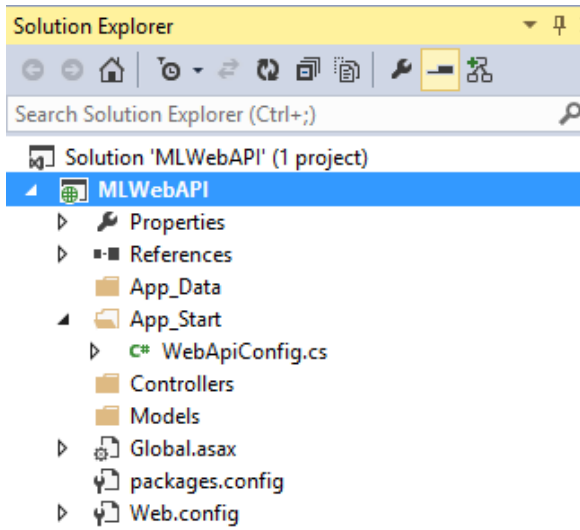 Solution Explorer
Search Solution Explorer (Ctrl+;)
Solution 'MLWebAPI' (1 project)
MLWebAPI
Properties
References
App_Data
App_Start
C# WebApiConfig.cs
Controllers
Models
Global.asax
packages.config
Web.config